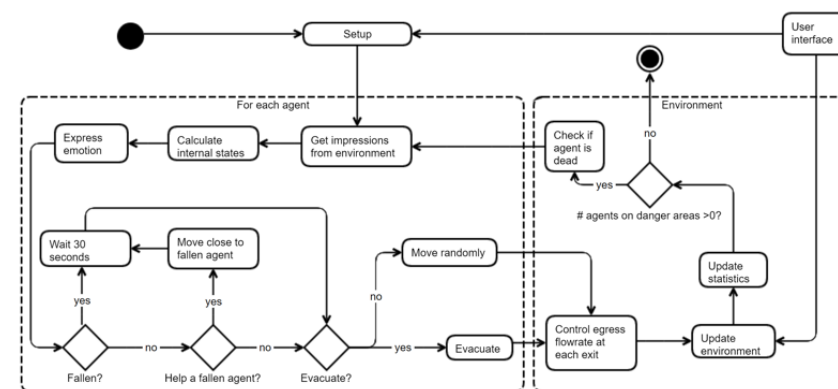 Setup
User
interface
For each agent
Environment
Express
emotion
Calculate
internal states
Get impressions
from environment
Check if
agent is
dead
no
yes
# agents on danger areas >0?
Wait 30
seconds
Move close to
fallen agent
Move randomly
Update
statistics
yes
yes
no
Control egress
flowrate at
each exit
Update
environment
no
no
yes
Evacuate
Fallen?
Help a fallen agent?
Evacuate?